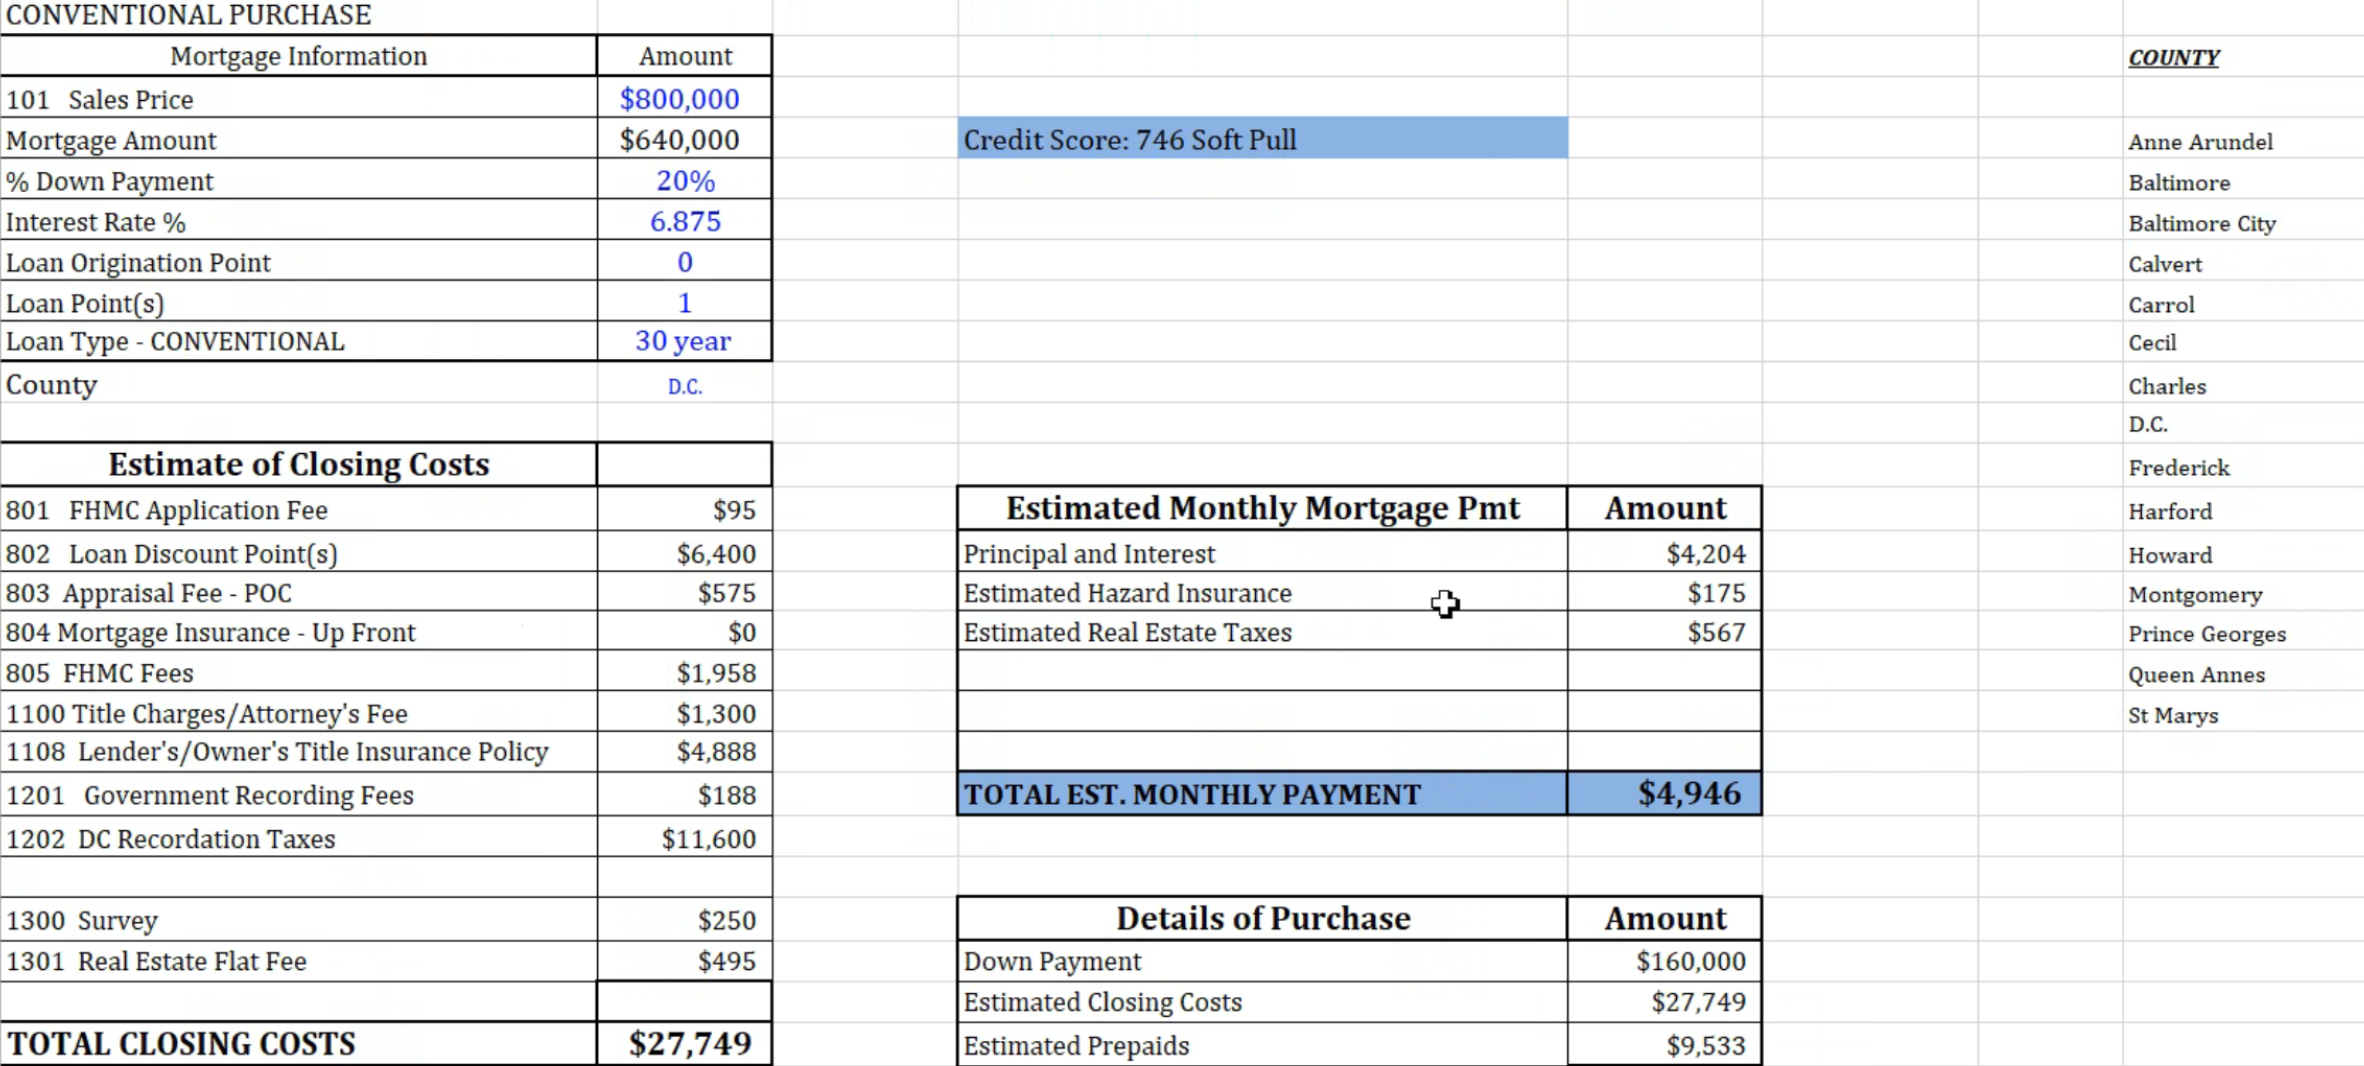 CONVENTIONAL PURCHASE
Mortgage Information Amount
101 Sales Price $800,000
Mortgage Amount $640,000
% Down Payment 20%
Interest Rate % 6.875
Loan Origination Point 0
Loan Point(s) 1
Loan Type - CONVENTIONAL 30 year
County D.C.
Estimate of Closing Costs
801 FHMC Application Fee $95
802 Loan Discount Point(s) $6,400
803 Appraisal Fee - POC $575
804 Mortgage Insurance - Up Front $0
805 FHMC Fees $1,958
1100 Title Charges/Attorney's Fee $1,300
1108 Lender's/Owner's Title Insurance Policy $4,888
1201 Government Recording Fees $188
1202 DC Recordation Taxes $11,600
1300 Survey $250
1301 Real Estate Flat Fee $495
TOTAL CLOSING COSTS $27,749
Credit Score: 746 Soft Pull
Estimated Monthly Mortgage Pmt Amount
Principal and Interest $4,204
Estimated Hazard Insurance $175
Estimated Real Estate Taxes $567
TOTAL EST. MONTHLY PAYMENT $4,946
Details of Purchase Amount
Down Payment $160,000
Estimated Closing Costs $27,749
Estimated Prepaids $9,533
COUNTY
Anne Arundel
Baltimore
Baltimore City
Calvert
Carrol
Cecil
Charles
D.C.
Frederick
Harford
Howard
Montgomery
Prince Georges
Queen Annes
St Marys